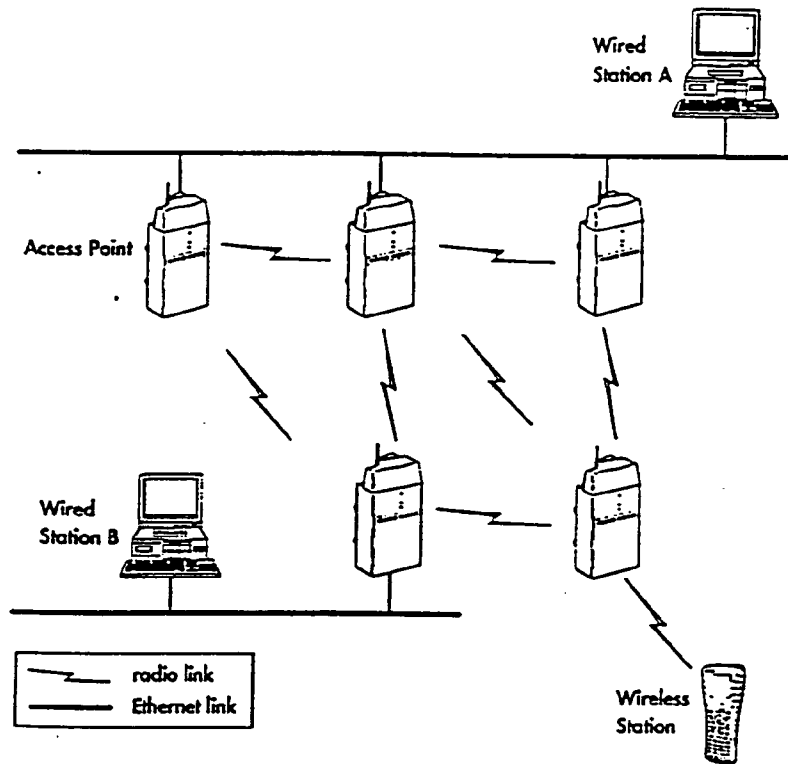 Wired
Station A
Access Point
Wired
Station B
radio link
Ethernet link
Wireless
Station